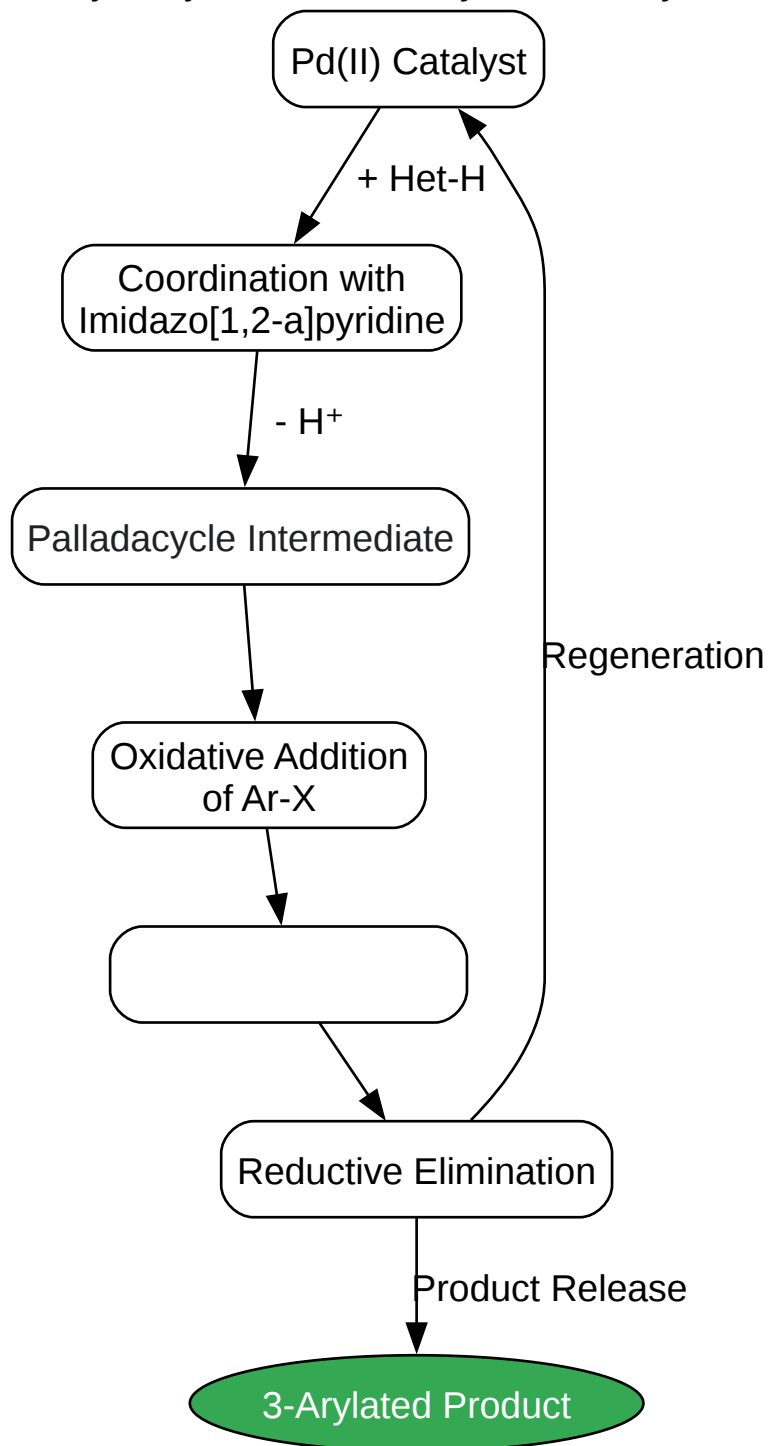 Pd(II) Catalyst
+ Het-H
Coordination with
Imidazo[1,2-a]pyridine
- H⁺
Palladacycle Intermediate
Regeneration
Oxidative Addition
of Ar-X
Reductive Elimination
Product Release
3-Arylated Product